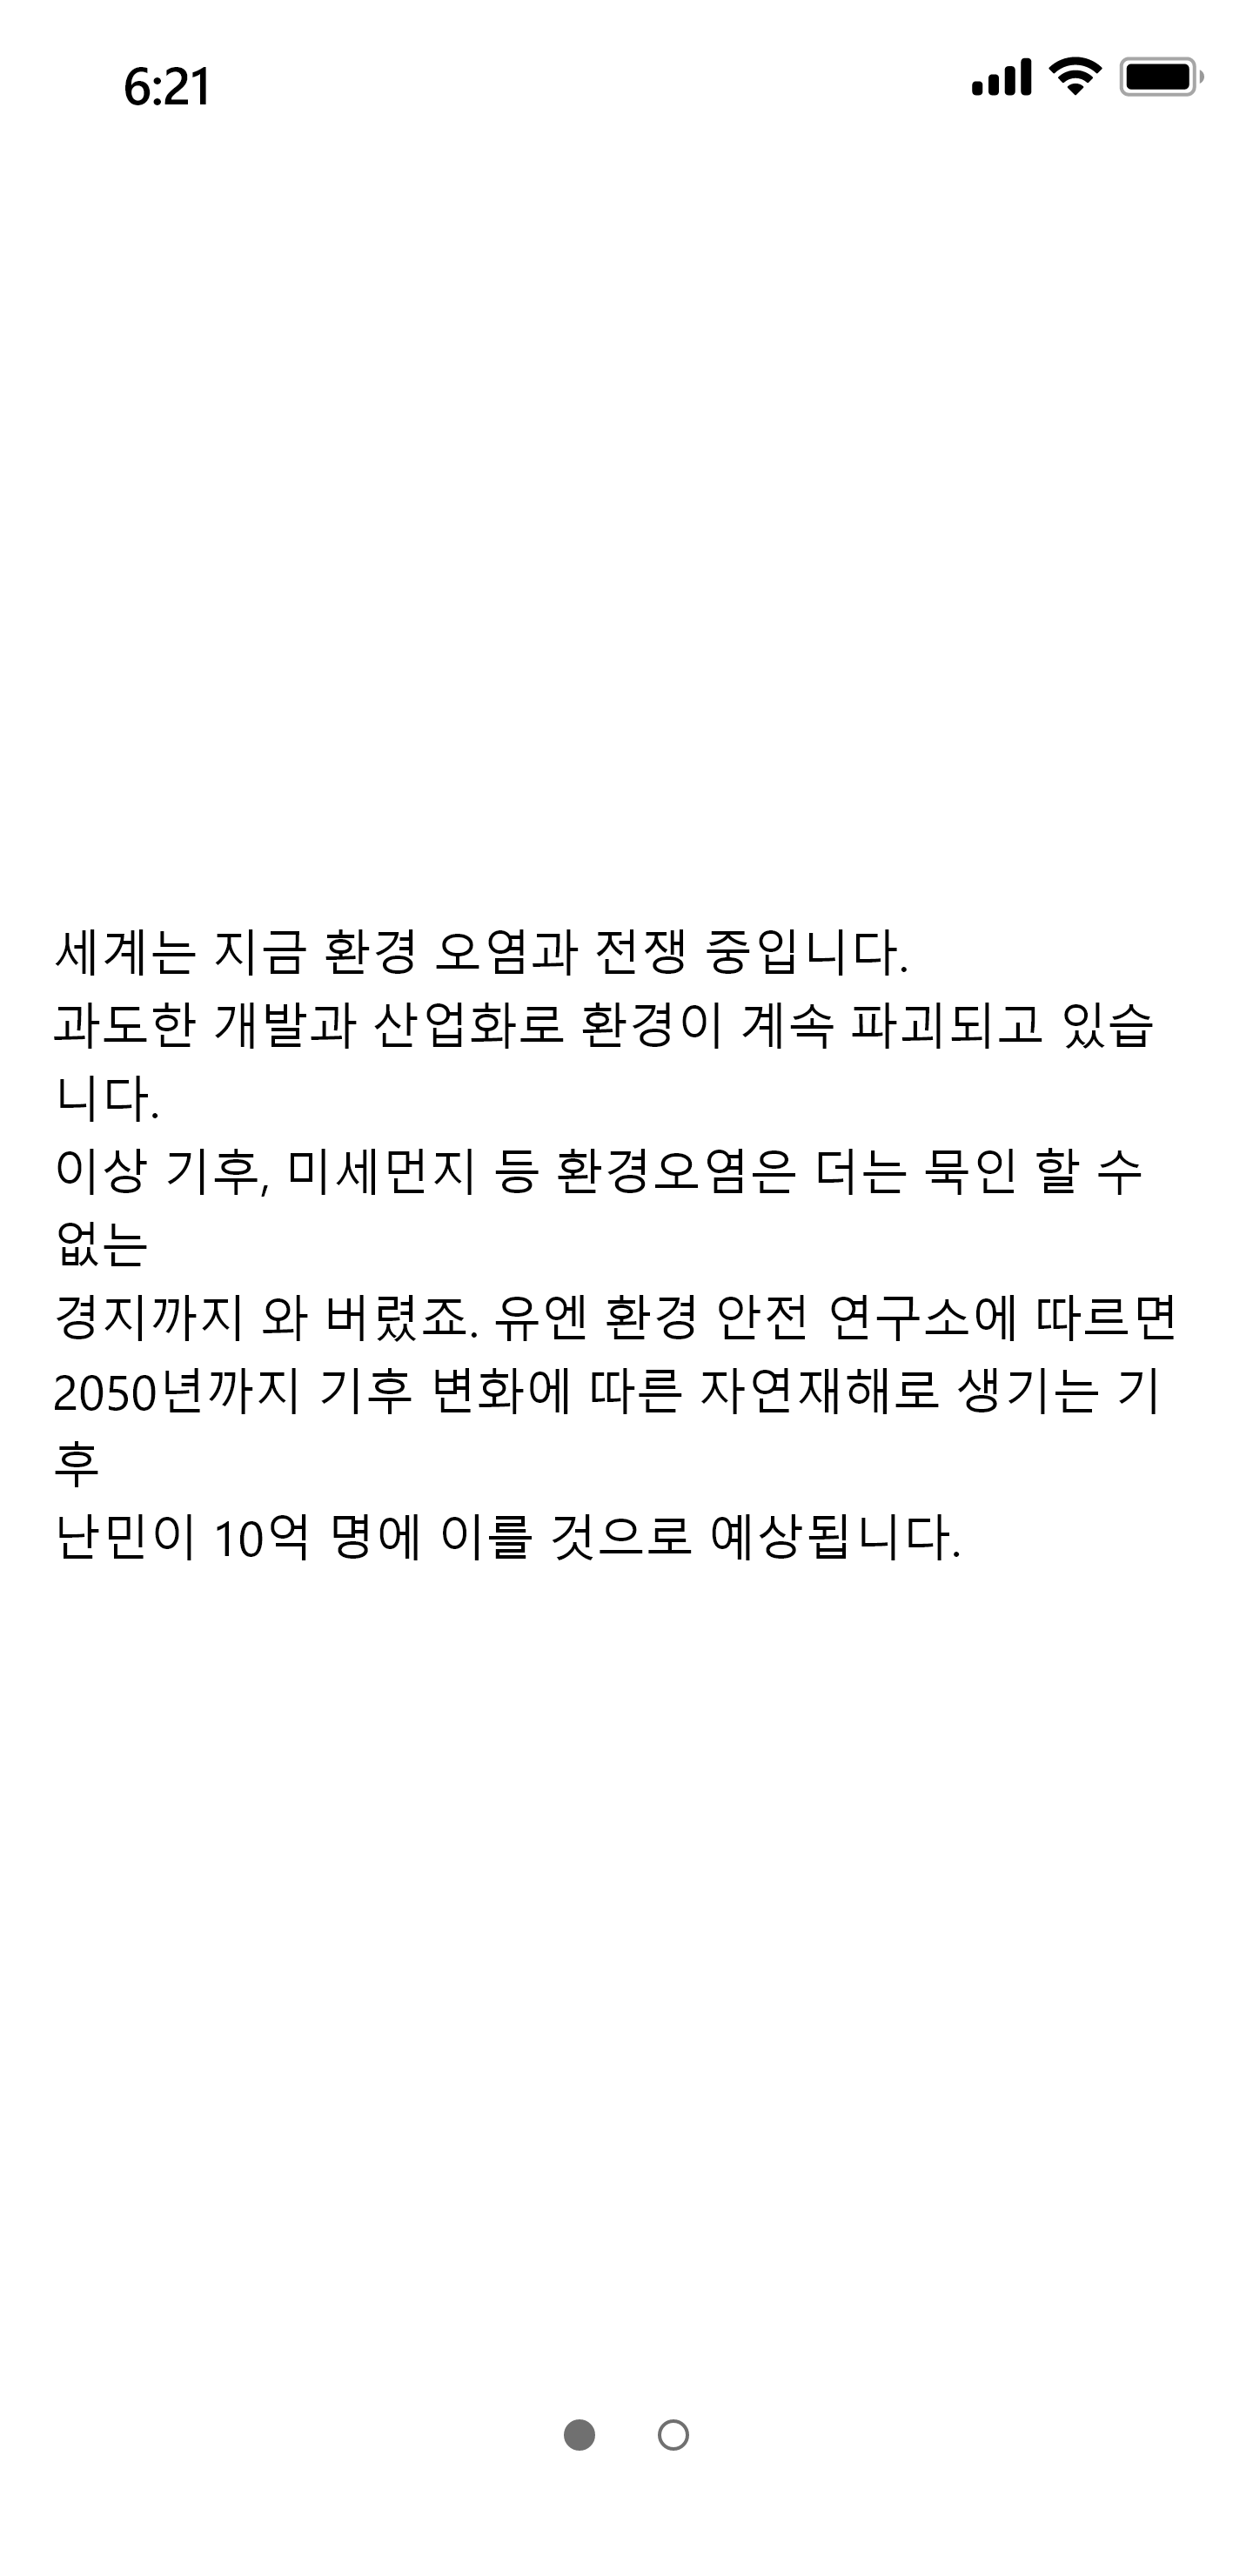 6:21
세계는 지금 환경 오염과 전쟁 중입니다.
과도한 개발과 산업화로 환경이 계속 파괴되고 있습
니다.
이상 기후, 미세먼지 등 환경오염은 더는 묵인 할 수
없는
경지까지 와 버렸죠. 유엔 환경 안전 연구소에 따르면
2050년까지 기후 변화에 따른 자연재해로 생기는 기
후
난민이 10억 명에 이를 것으로 예상됩니다.